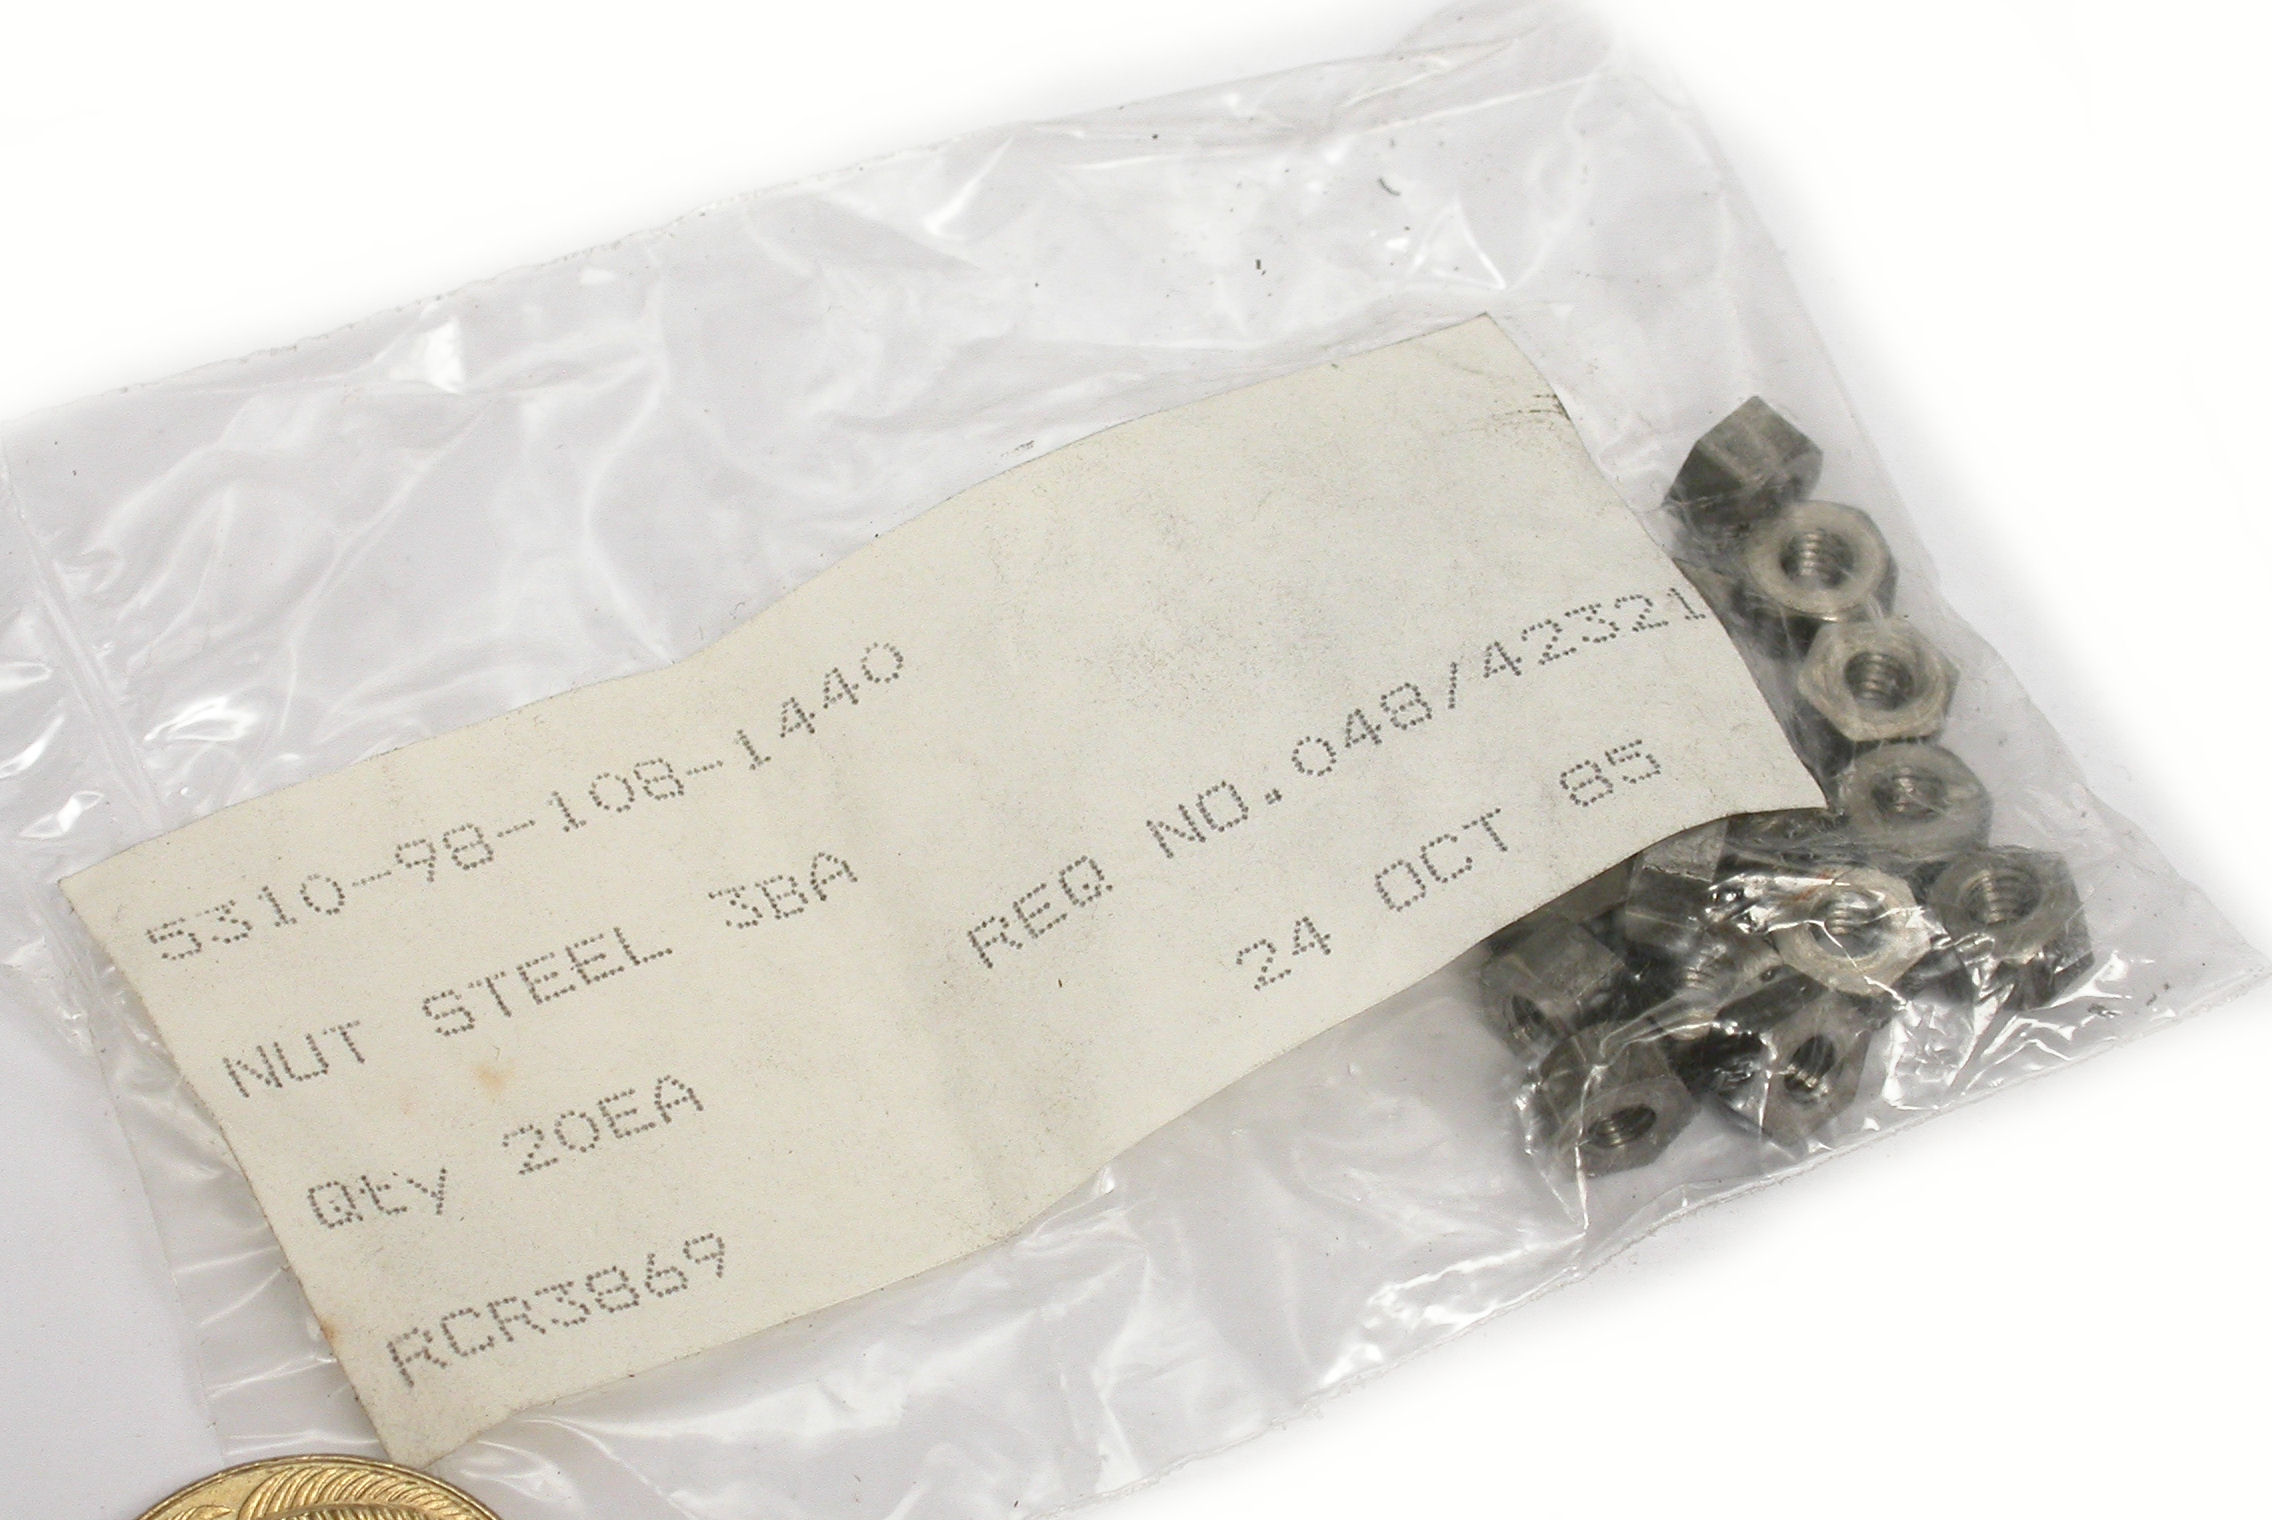 5310-98-108-1440
NUT STEEL 3BA
REQ NO.048/42321
Qty 20EA
24 OCT 85
RCR3869